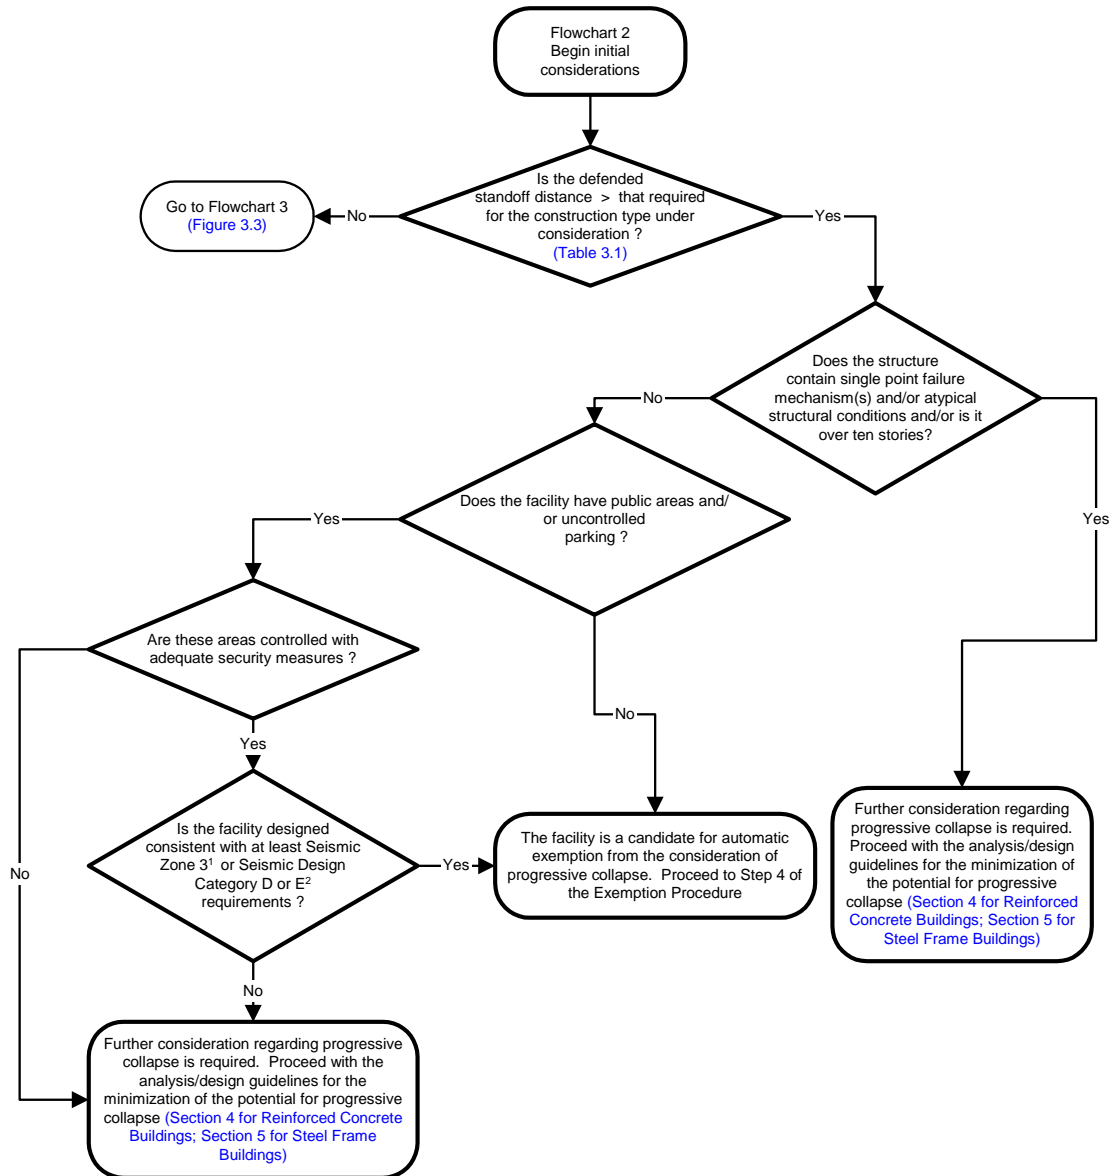 Flowchart 2
Begin initial
considerations
Is the defended
standoff distance > that required
for the construction type under
consideration ?
(Table 3.1)
No
Go to Flowchart 3
(Figure 3.3)
Yes
Does the structure
contain single point failure
mechanism(s) and/or atypical
structural conditions and/or is it
over ten stories?
No
Yes
Does the facility have public areas and/
or uncontrolled
parking ?
Yes
No
Are these areas controlled with
adequate security measures ?
Yes
No
Is the facility designed
consistent with at least Seismic
Zone 3¹ or Seismic Design
Category D or E²
requirements ?
Yes
The facility is a candidate for automatic
exemption from the consideration of
progressive collapse. Proceed to Step 4 of
the Exemption Procedure
Further consideration regarding
progressive collapse is required.
Proceed with the analysis/design
guidelines for the minimization of
the potential for progressive
collapse (Section 4 for Reinforced
Concrete Buildings; Section 5 for
Steel Frame Buildings)
No
Further consideration regarding progressive
collapse is required. Proceed with the
analysis/design guidelines for the
minimization of the potential for progressive
collapse (Section 4 for Reinforced Concrete
Buildings; Section 5 for Steel Frame
Buildings)